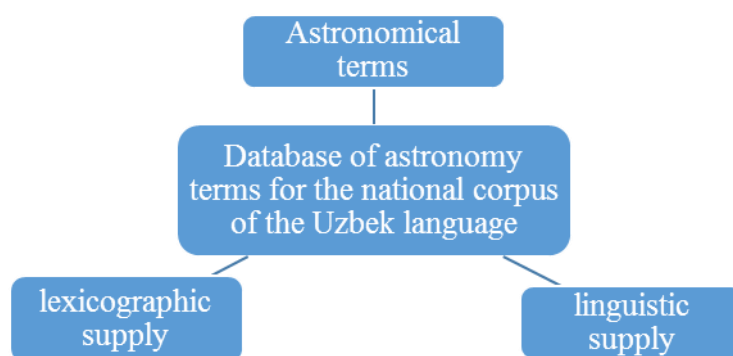 Astronomical
terms
Database of astronomy
terms for the national corpus
of the Uzbek language
lexicographic
supply
linguistic
supply